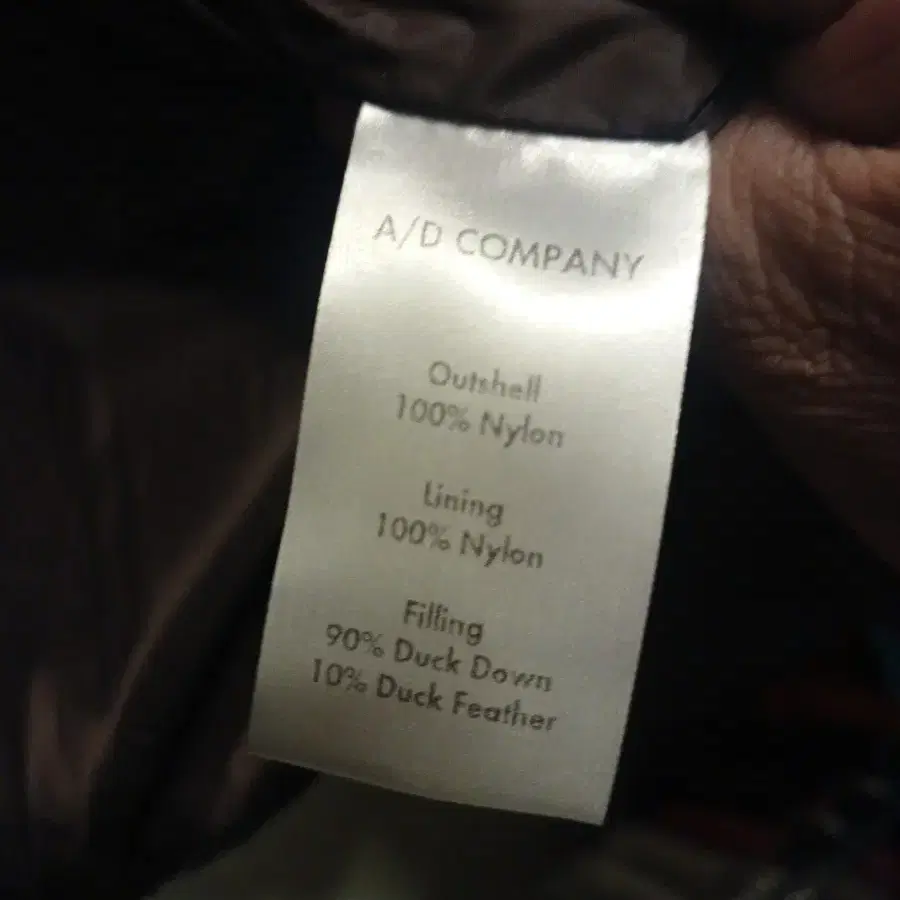 A/D COMPANY
Outshell
100% Nylon
Lining
100% Nylon
Filling
90% Duck Down
10% Duck Feather